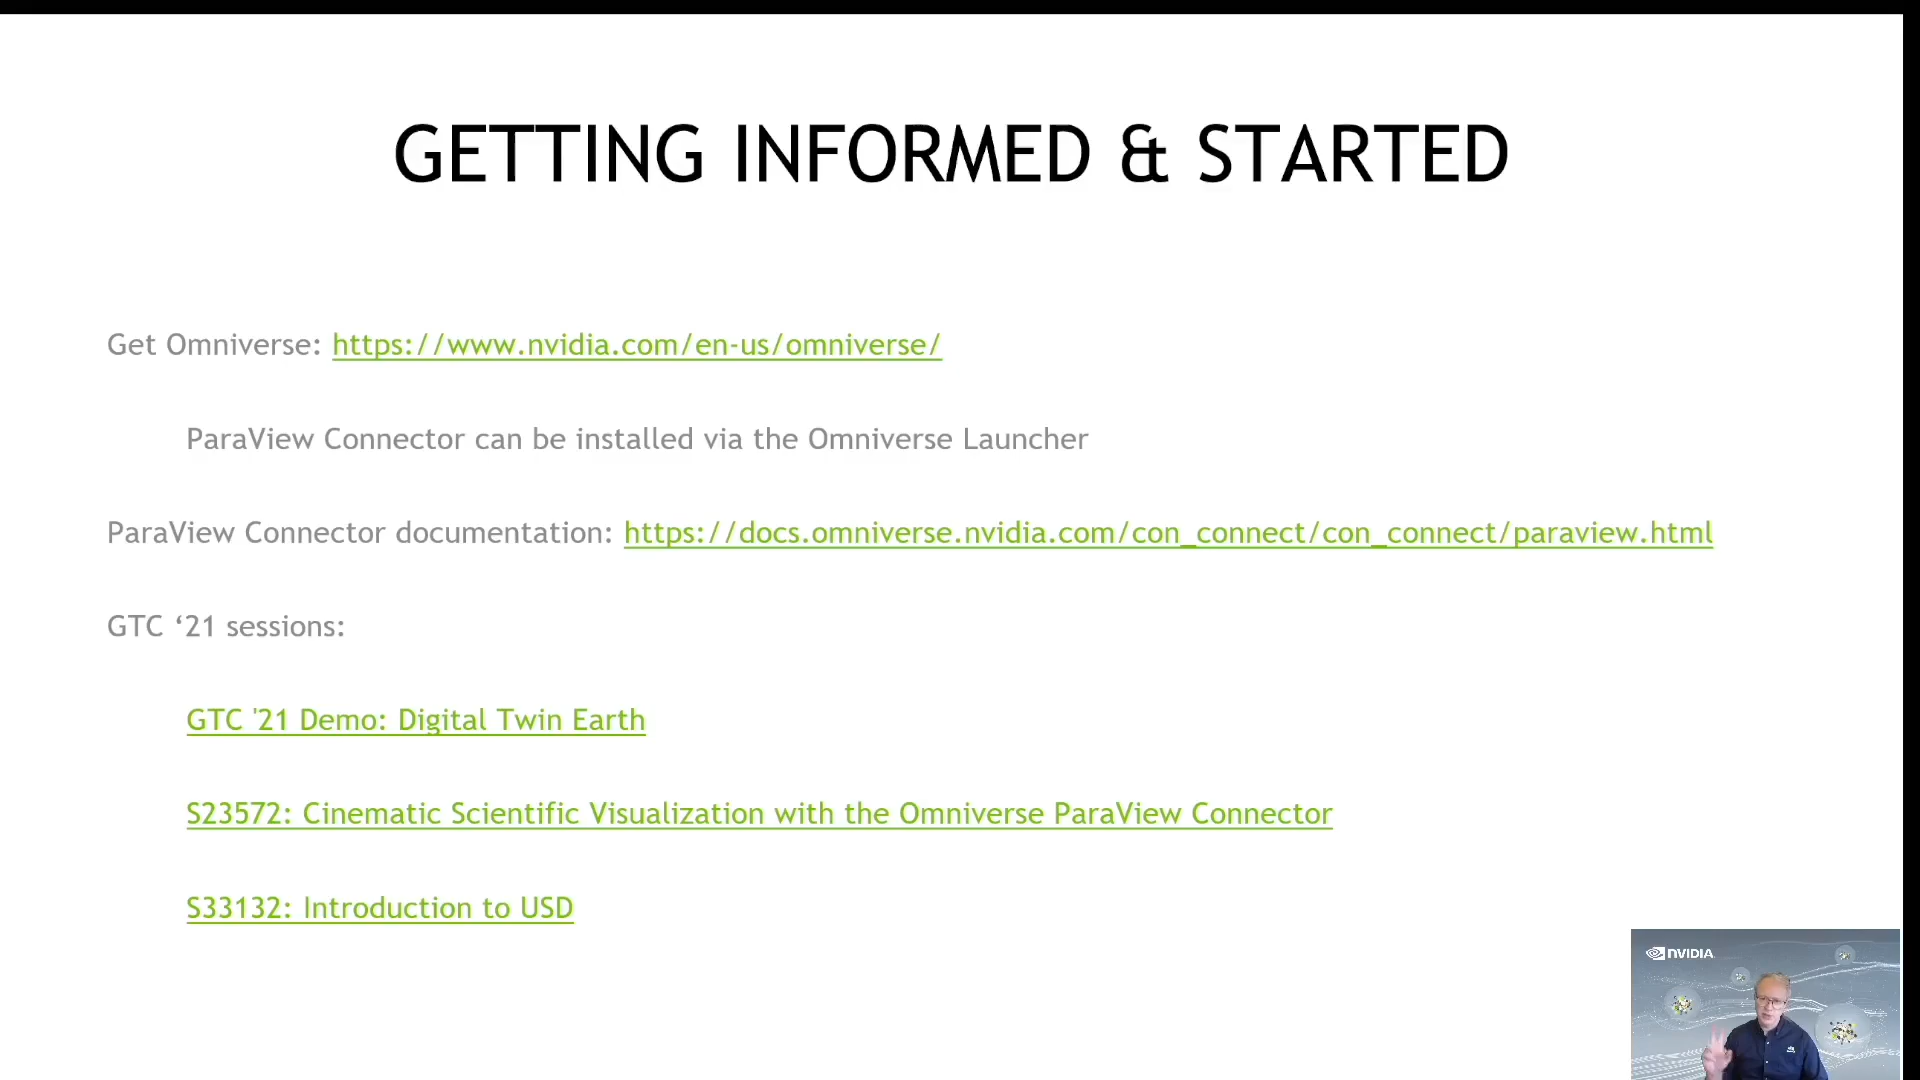 GETTING INFORMED & STARTED
Get Omniverse: https://www.nvidia.com/en-us/omniverse/
ParaView Connector can be installed via the Omniverse Launcher
ParaView Connector documentation: https://docs.omniverse.nvidia.com/con_connect/con_connect/paraview.html
GTC ‘21 sessions:
GTC '21 Demo: Digital Twin Earth
S23572: Cinematic Scientific Visualization with the Omniverse ParaView Connector
S33132: Introduction to USD
NVIDIA